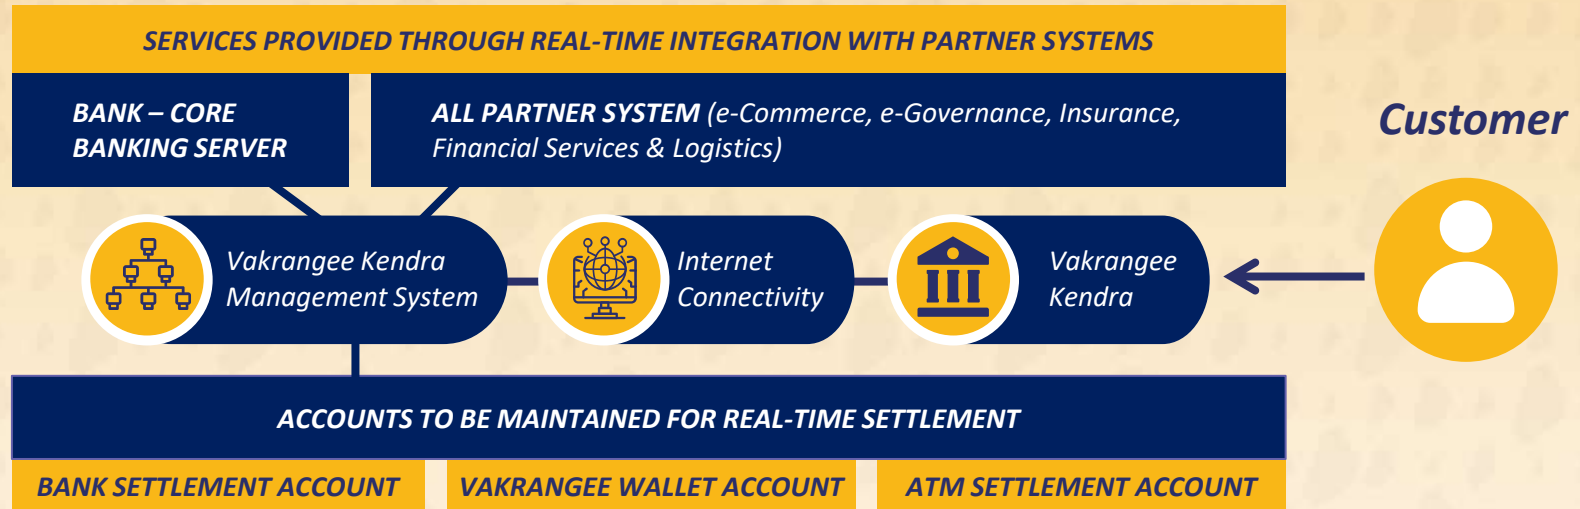 SERVICES PROVIDED THROUGH REAL-TIME INTEGRATION WITH PARTNER SYSTEMS
BANK – CORE
BANKING SERVER
ALL PARTNER SYSTEM (e-Commerce, e-Governance, Insurance,
Financial Services & Logistics)
Customer
Vakrangee Kendra
Management System
Internet
Connectivity
Vakrangee
Kendra
ACCOUNTS TO BE MAINTAINED FOR REAL-TIME SETTLEMENT
BANK SETTLEMENT ACCOUNT
VAKRANGEE WALLET ACCOUNT
ATM SETTLEMENT ACCOUNT